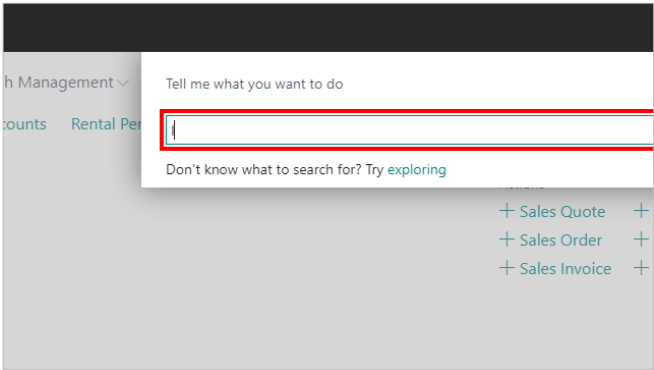 h Management
Tell me what you want to do
counts Rental Per
Don't know what to search for? Try exploring
Actions
+ Sales Quote +
+ Sales Order +
+ Sales Invoice +